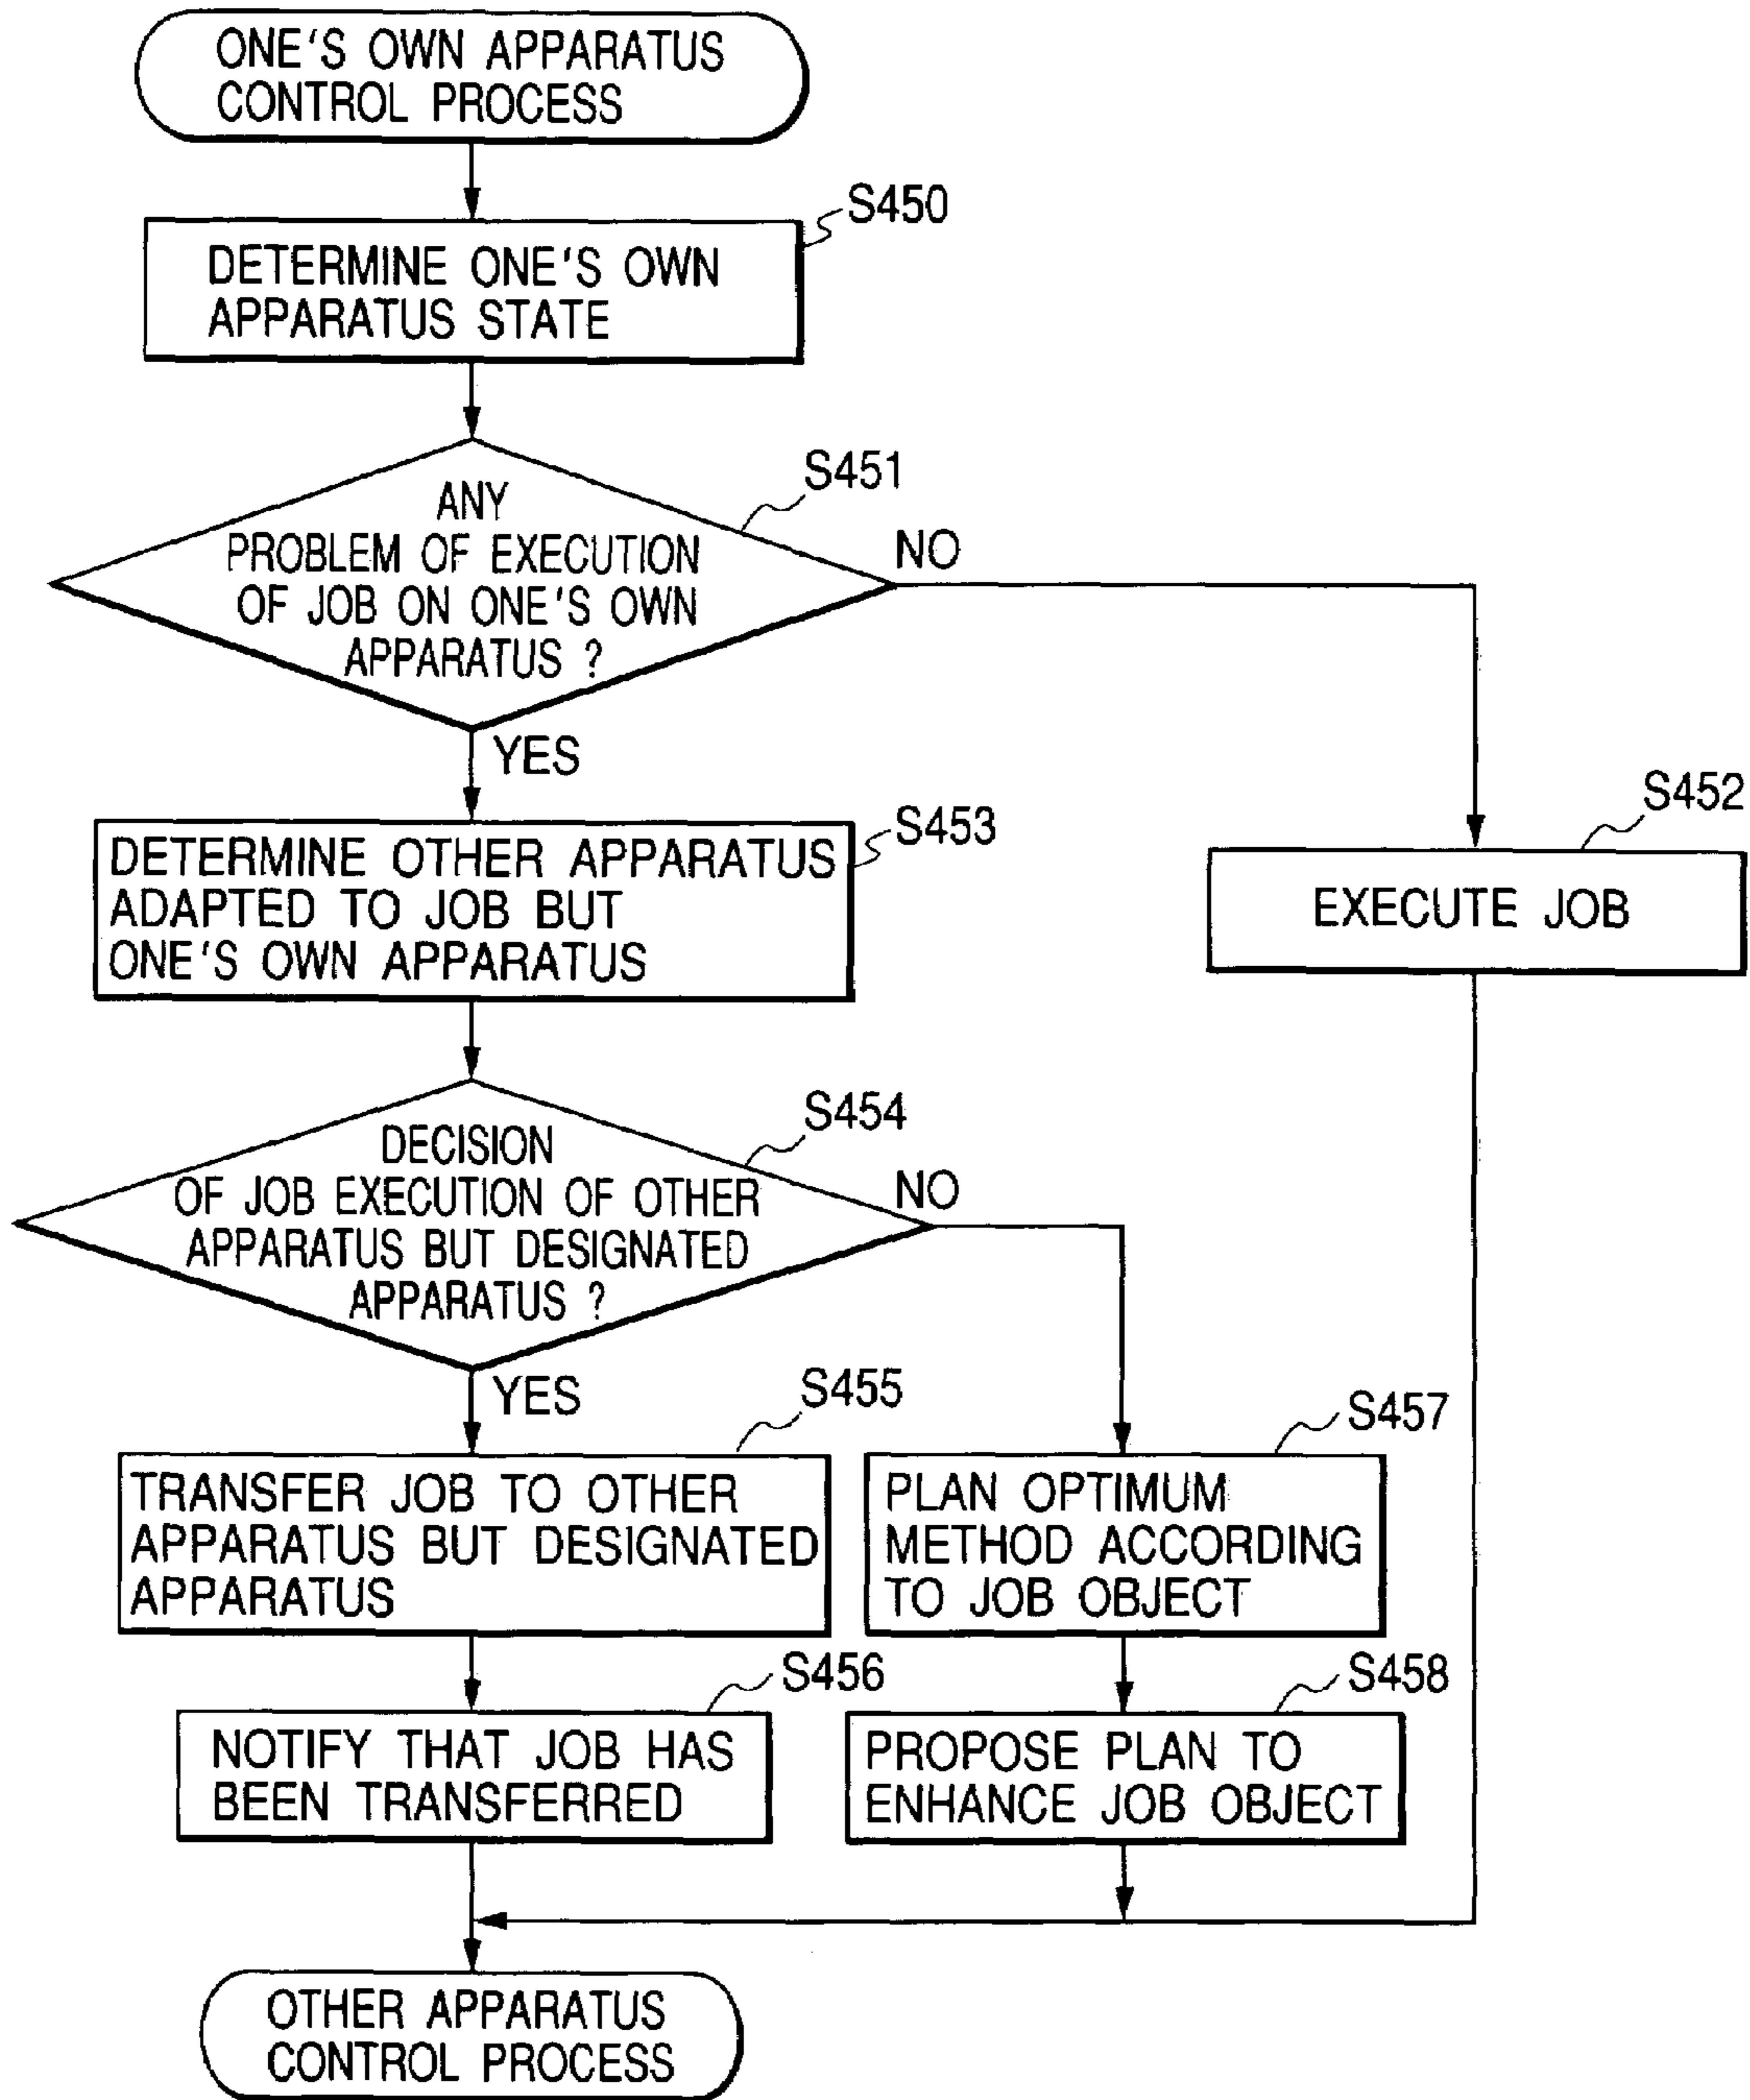 ONE'S OWN APPARATUS
CONTROL PROCESS
S450
DETERMINE ONE'S OWN
APPARATUS STATE
S451
ANY
PROBLEM OF EXECUTION
OF JOB ON ONE'S OWN
APPARATUS ?
NO
YES
S452
EXECUTE JOB
S453
DETERMINE OTHER APPARATUS
ADAPTED TO JOB BUT
ONE'S OWN APPARATUS
S454
DECISION
OF JOB EXECUTION OF OTHER
APPARATUS BUT DESIGNATED
APPARATUS ?
NO
YES
S455
TRANSFER JOB TO OTHER
APPARATUS BUT DESIGNATED
APPARATUS
S457
PLAN OPTIMUM
METHOD ACCORDING
TO JOB OBJECT
S456
NOTIFY THAT JOB HAS
BEEN TRANSFERRED
S458
PROPOSE PLAN TO
ENHANCE JOB OBJECT
OTHER APPARATUS
CONTROL PROCESS